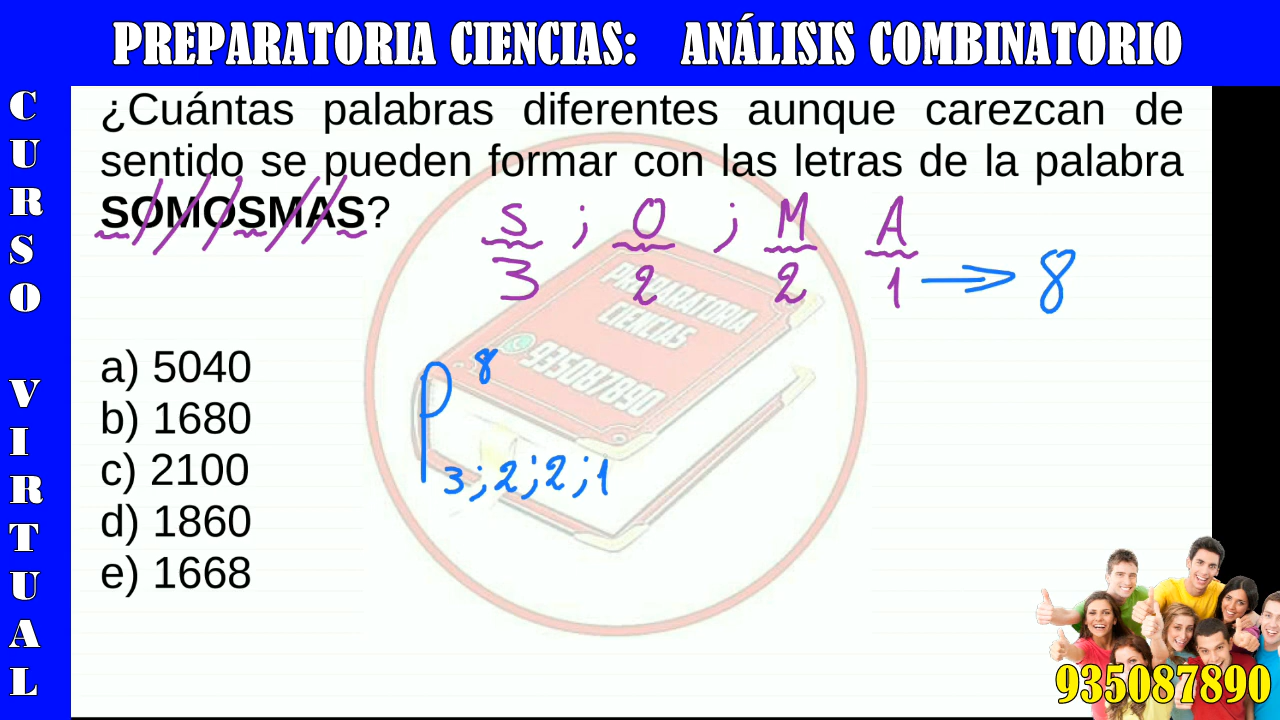 PREPARATORIA CIENCIAS: ANÁLISIS COMBINATORIO
CURSO VIRTUAL
¿Cuántas palabras diferentes aunque carezcan de
sentido se pueden formar con las letras de la palabra
SOMOSMAS?
S ; O ; M A
3 2 2 1 → 8
PREPARATORIA
CIENCIAS
935087890
P 8
3;2;2;1
a) 5040
b) 1680
c) 2100
d) 1860
e) 1668
935087890